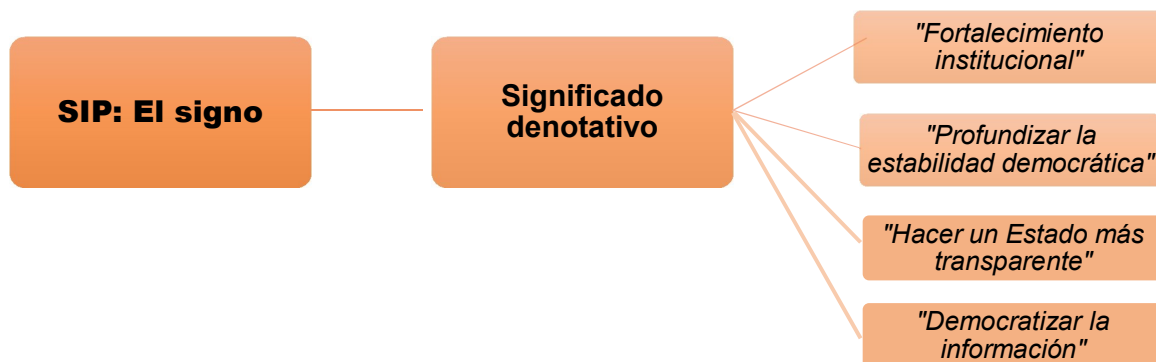 SIP: El signo
Significado
denotativo
"Fortalecimiento
institucional"
"Profundizar la
estabilidad democrática"
"Hacer un Estado más
transparente"
"Democratizar la
información"